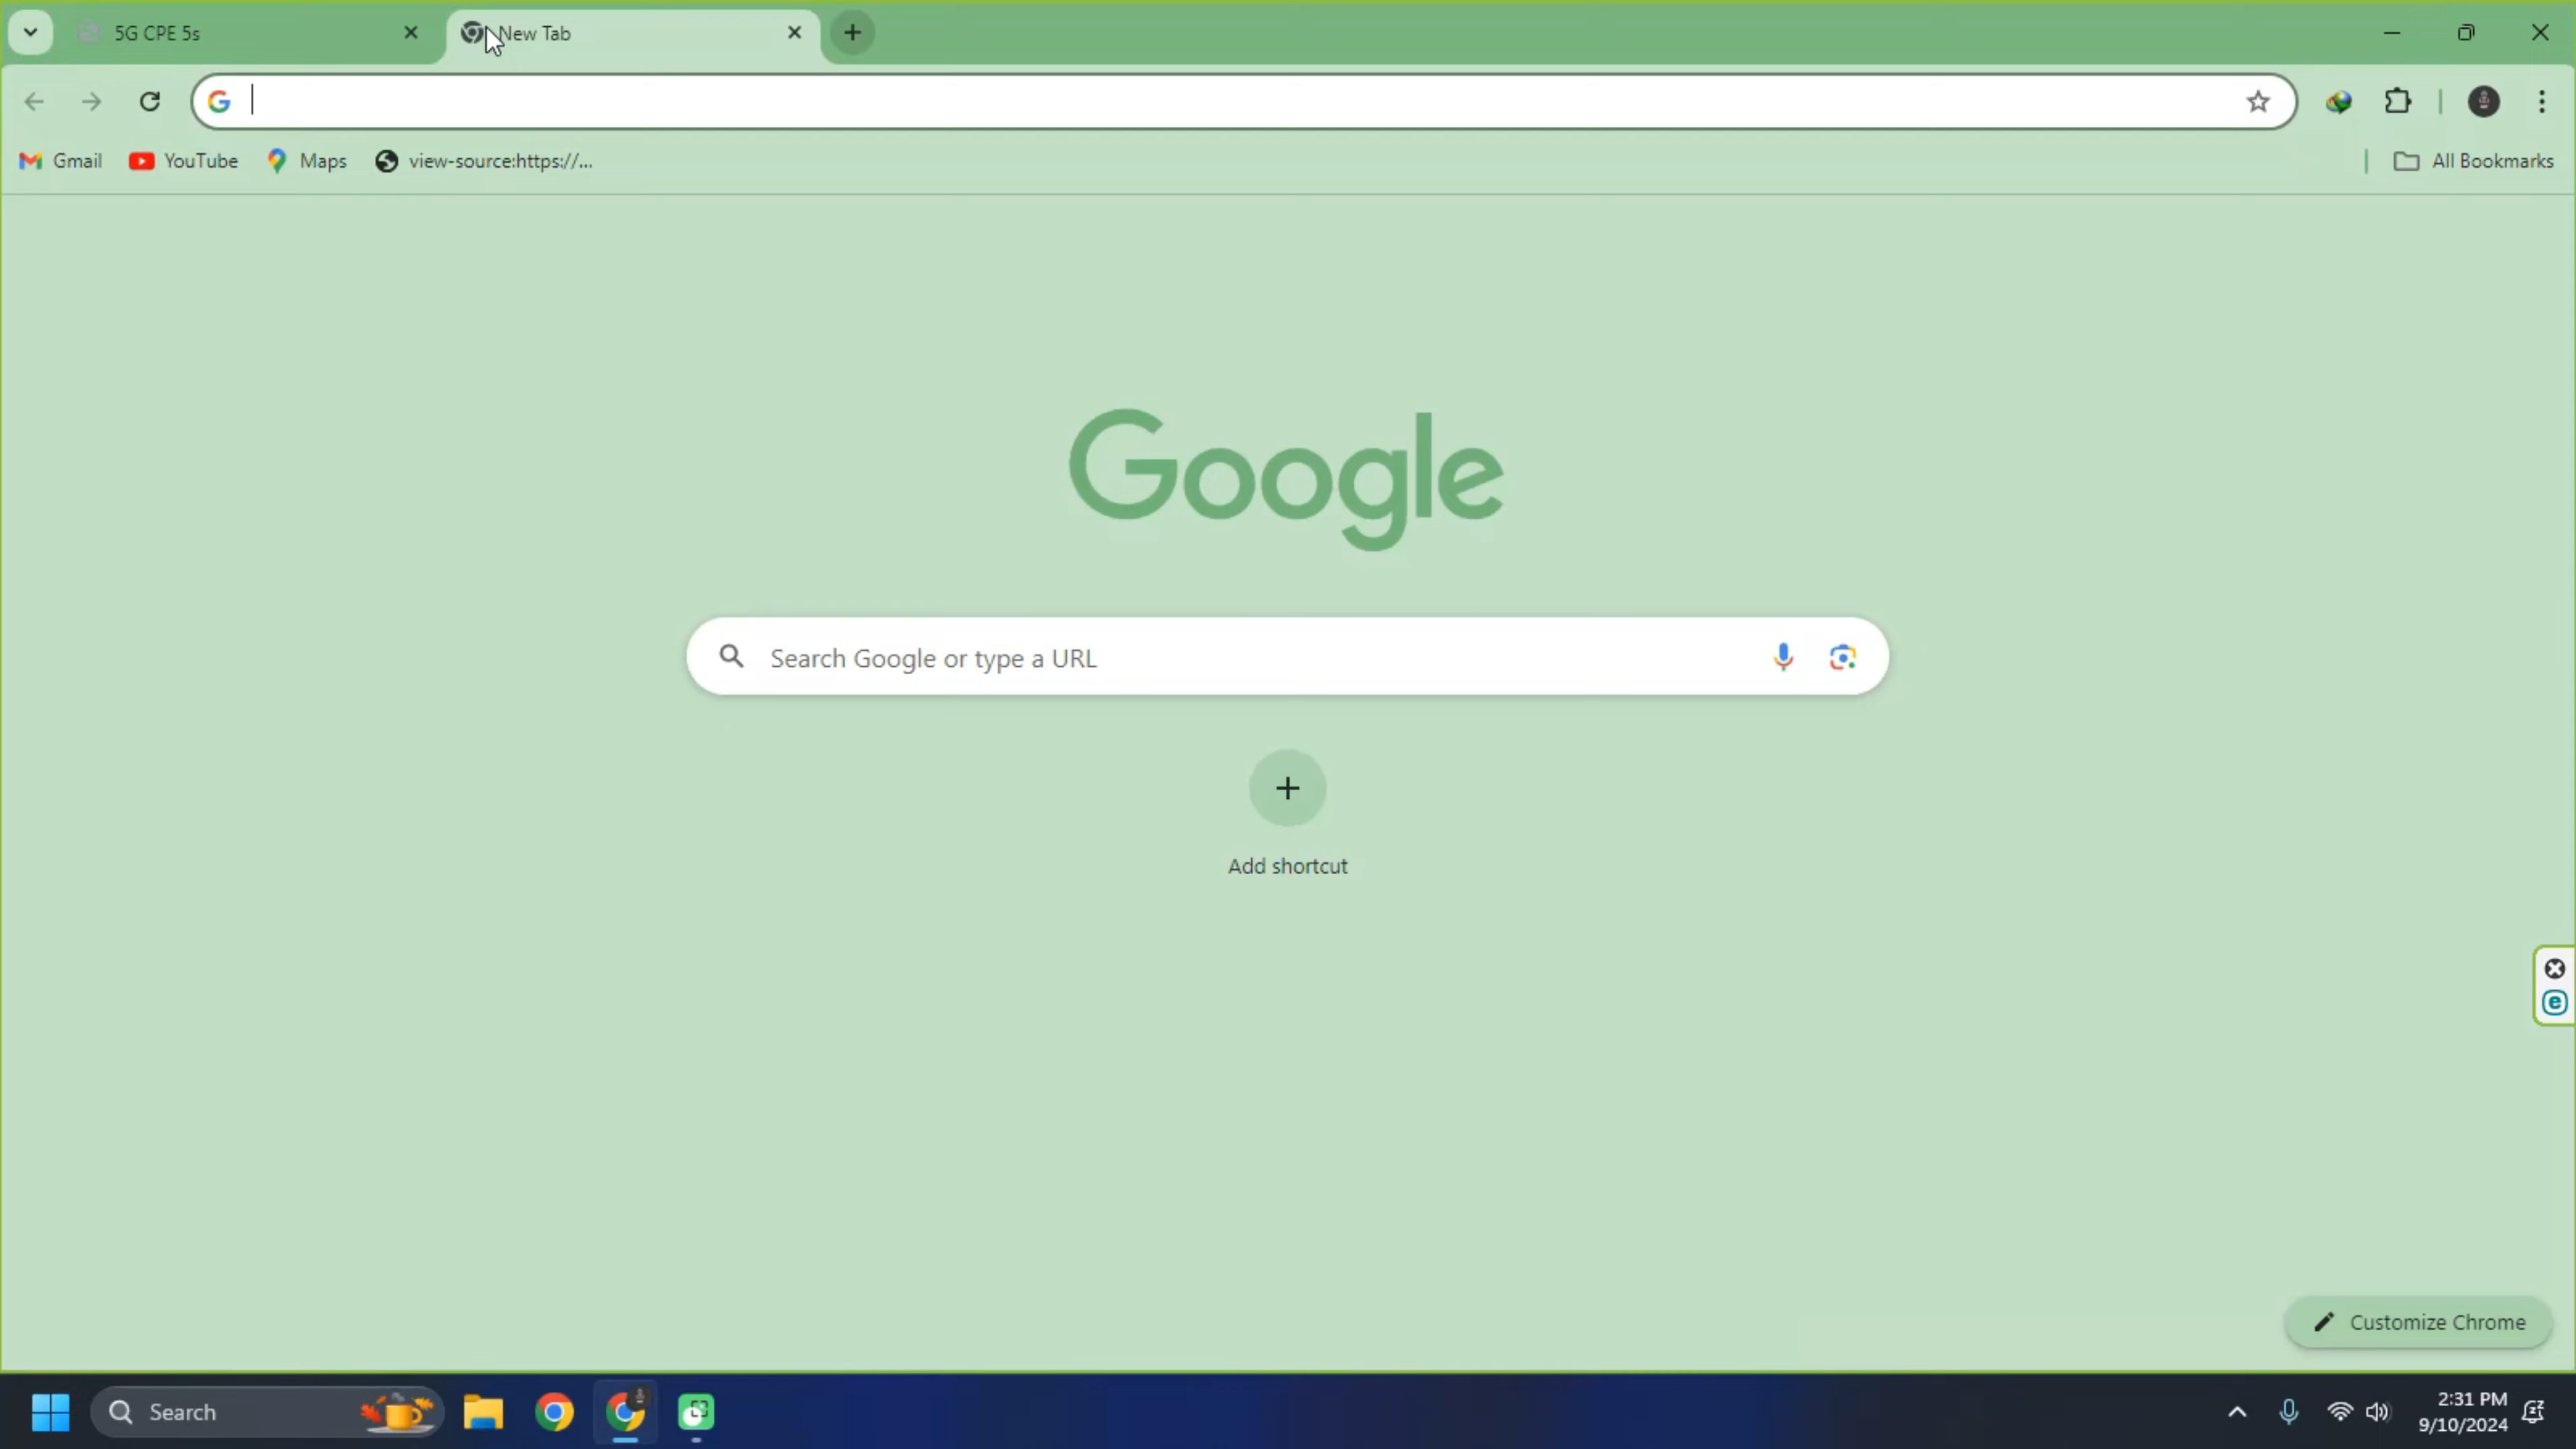 5G CPE 5s
New Tab
Gmail
YouTube
Maps
view-source:https://...
All Bookmarks
Google
Search Google or type a URL
Add shortcut
Customize Chrome
Search
2:31 PM
9/10/2024